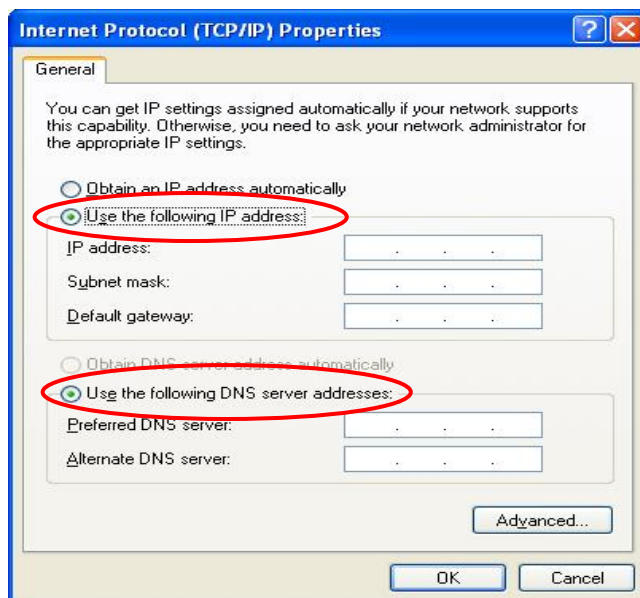 Internet Protocol (TCP/IP) Properties
General
You can get IP settings assigned automatically if your network supports
this capability. Otherwise, you need to ask your network administrator for
the appropriate IP settings.
Obtain an IP address automatically
Use the following IP address:
IP address:
Subnet mask:
Default gateway:
Obtain DNS server address automatically
Use the following DNS server addresses:
Preferred DNS server:
Alternate DNS server:
Advanced...
OK Cancel